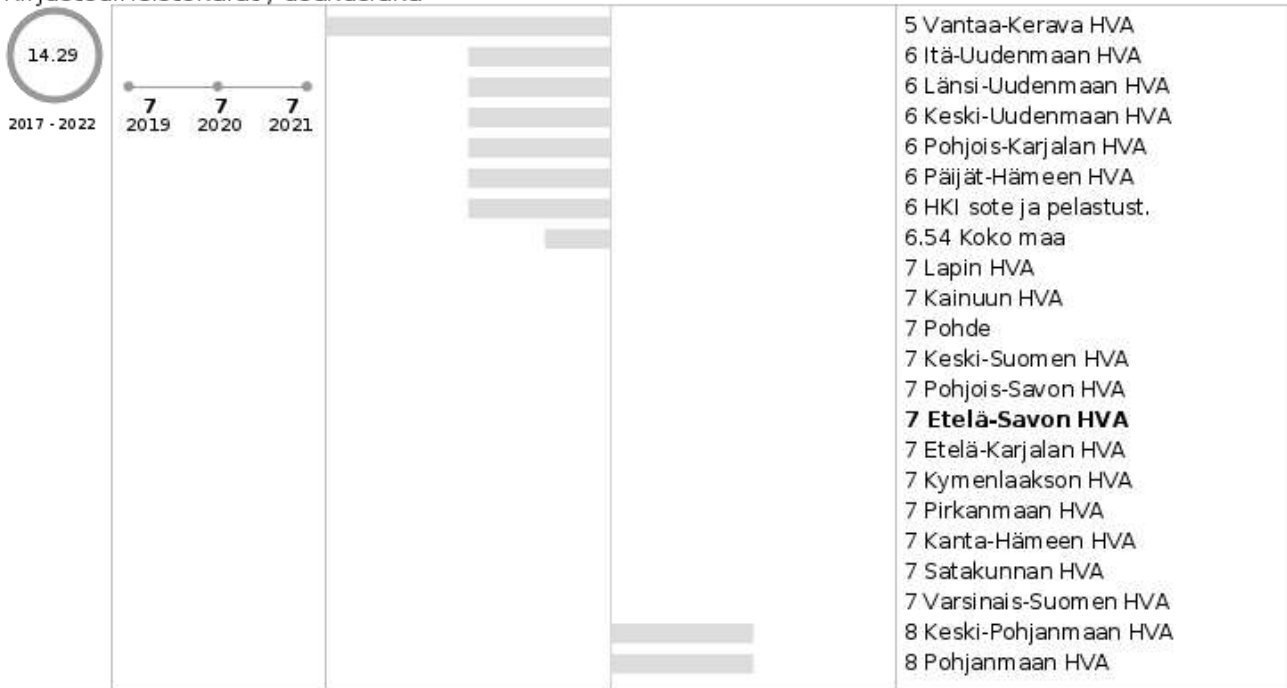 14.29
2017 - 2022
7 7 7
2019 2020 2021
5 Vantaa-Kerava HVA
6 Itä-Uudenmaan HVA
6 Länsi-Uudenmaan HVA
6 Keski-Uudenmaan HVA
6 Pohjois-Karjalan HVA
6 Päijät-Hämeen HVA
6 HKI sote ja pelastust.
6.54 Koko maa
7 Lapin HVA
7 Kainuun HVA
7 Pohde
7 Keski-Suomen HVA
7 Pohjois-Savon HVA
7 Etelä-Savon HVA
7 Etelä-Karjalan HVA
7 Kymenlaakson HVA
7 Pirkanmaan HVA
7 Kanta-Hämeen HVA
7 Satakunnan HVA
7 Varsinais-Suomen HVA
8 Keski-Pohjanmaan HVA
8 Pohjanmaan HVA